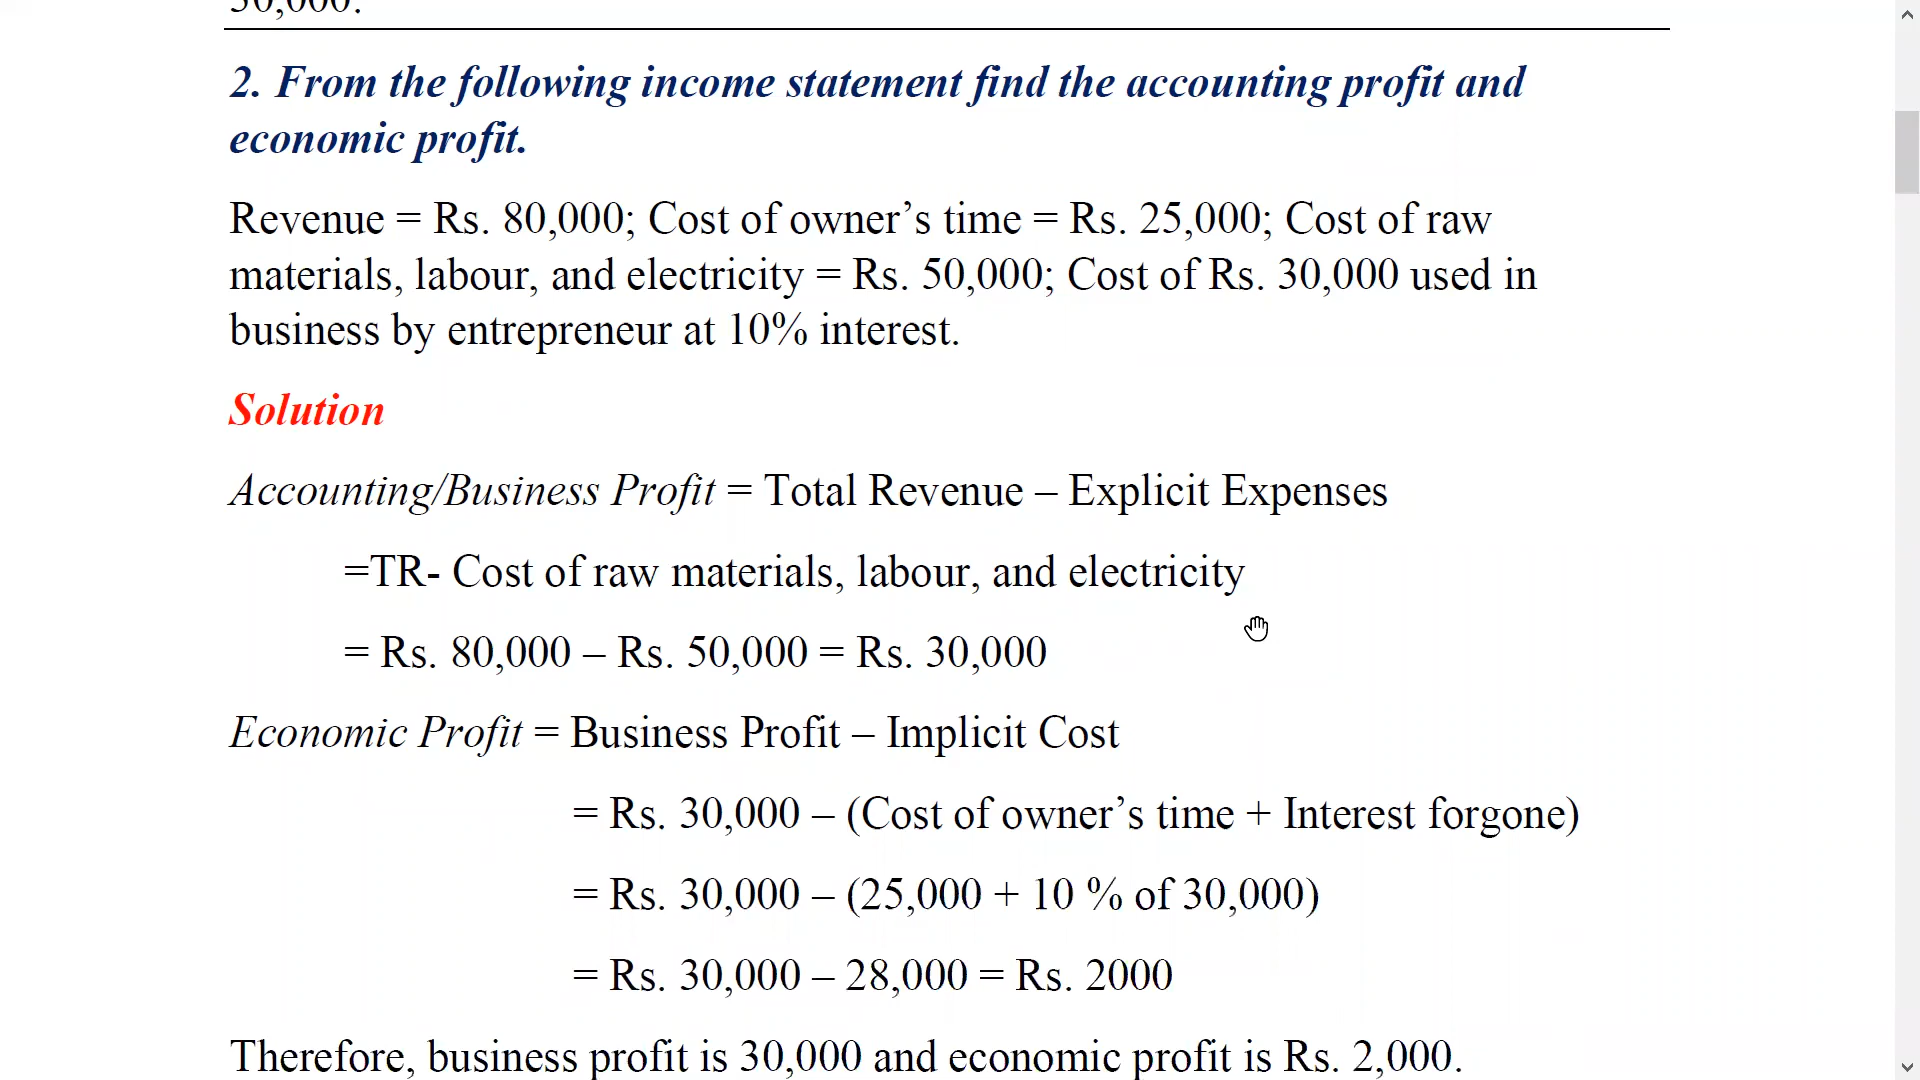 30,000.
2. From the following income statement find the accounting profit and
economic profit.
Revenue = Rs. 80,000; Cost of owner’s time = Rs. 25,000; Cost of raw
materials, labour, and electricity = Rs. 50,000; Cost of Rs. 30,000 used in
business by entrepreneur at 10% interest.
Solution
Accounting/Business Profit = Total Revenue – Explicit Expenses
=TR- Cost of raw materials, labour, and electricity
= Rs. 80,000 – Rs. 50,000 = Rs. 30,000
Economic Profit = Business Profit – Implicit Cost
= Rs. 30,000 – (Cost of owner’s time + Interest forgone)
= Rs. 30,000 – (25,000 + 10 % of 30,000)
= Rs. 30,000 – 28,000 = Rs. 2000
Therefore, business profit is 30,000 and economic profit is Rs. 2,000.